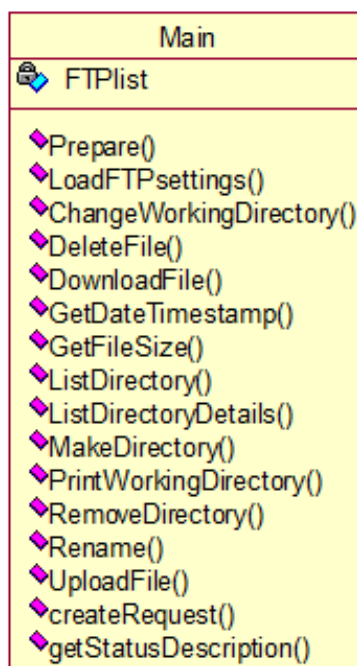 Main
FTPlist
Prepare()
LoadFTPsettings()
ChangeWorkingDirectory()
DeleteFile()
DownloadFile()
GetDateTimestamp()
GetFileSize()
ListDirectory()
ListDirectoryDetails()
MakeDirectory()
PrintWorkingDirectory()
RemoveDirectory()
Rename()
UploadFile()
createRequest()
getStatusDescription()